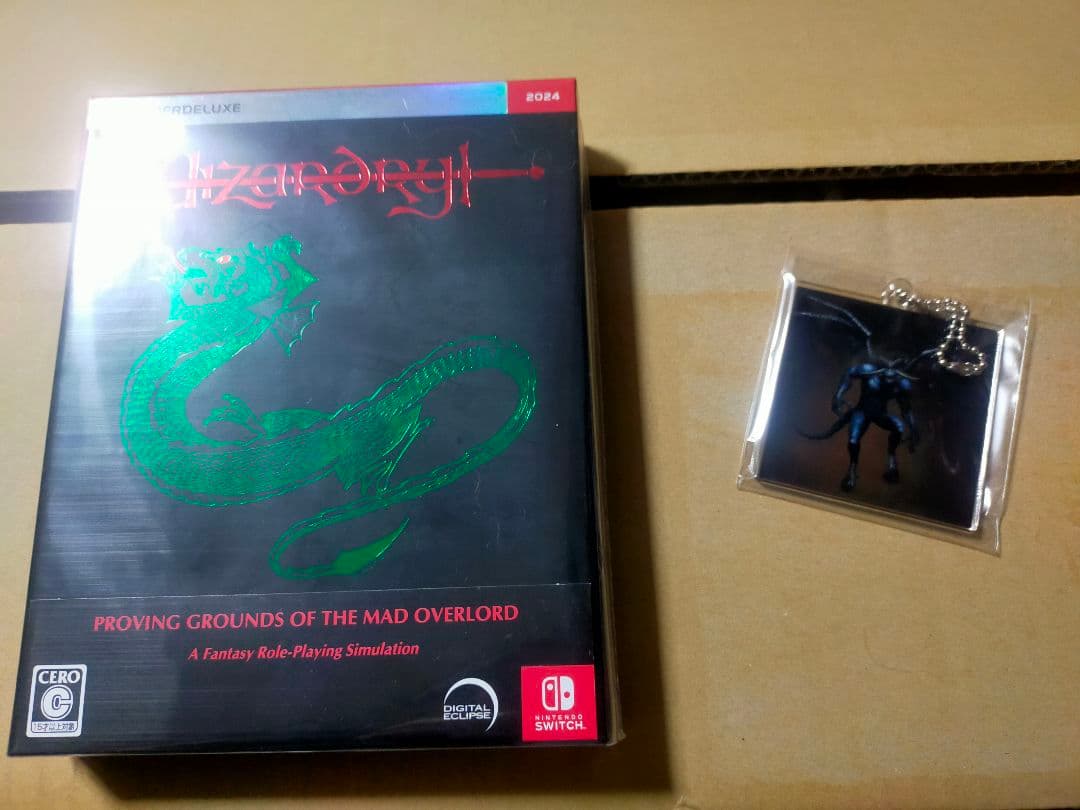 ERDELUXE
2024
Wizardry
PROVING GROUNDS OF THE MAD OVERLORD
A Fantasy Role-Playing Simulation
CERO
C
15才以上対象
DIGITAL
ECLIPSE
NINTENDO
SWITCH